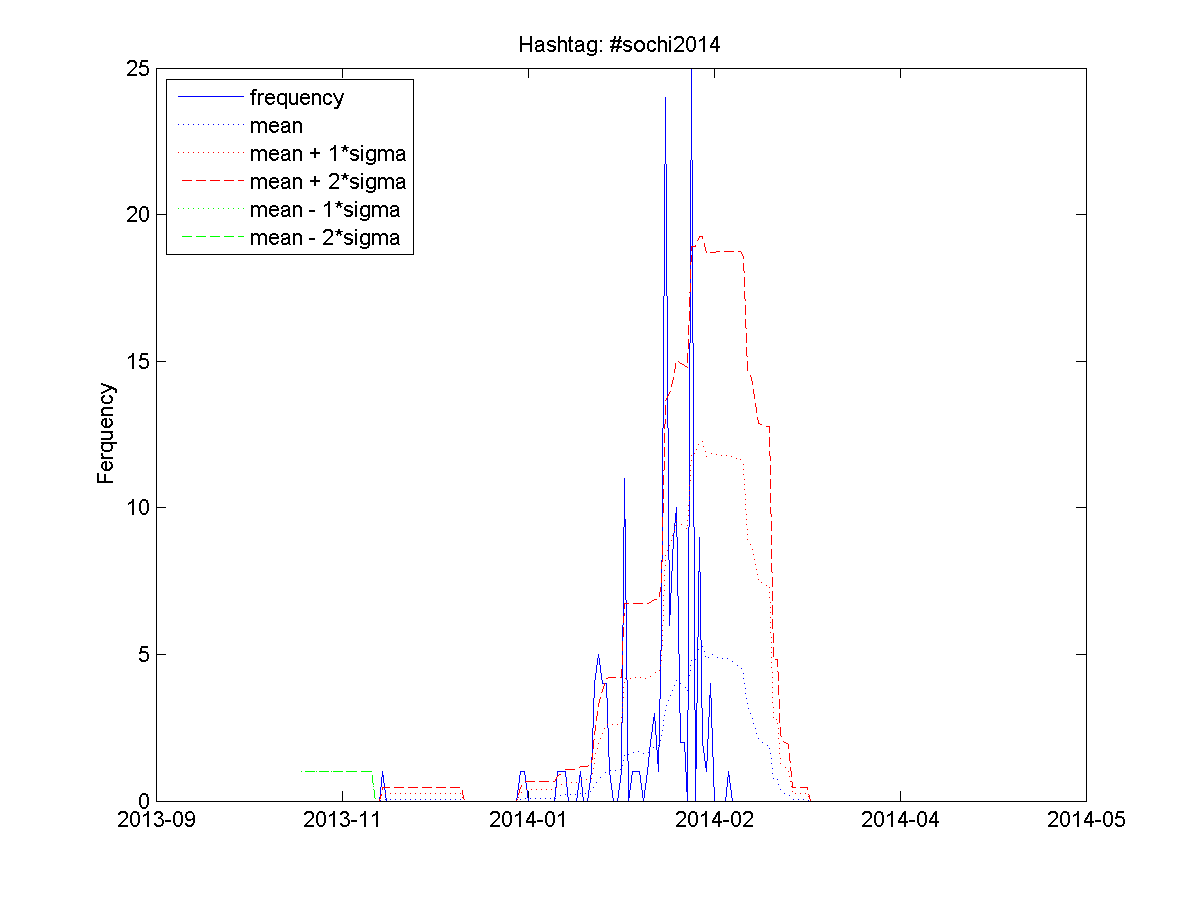 Hashtag: #sochi2014
25
frequency
mean
mean + 1*sigma
mean + 2*sigma
mean - 1*sigma
mean - 2*sigma
20
15
Ferquency
10
5
0
2013-09 2013-11 2014-01 2014-02 2014-04 2014-05